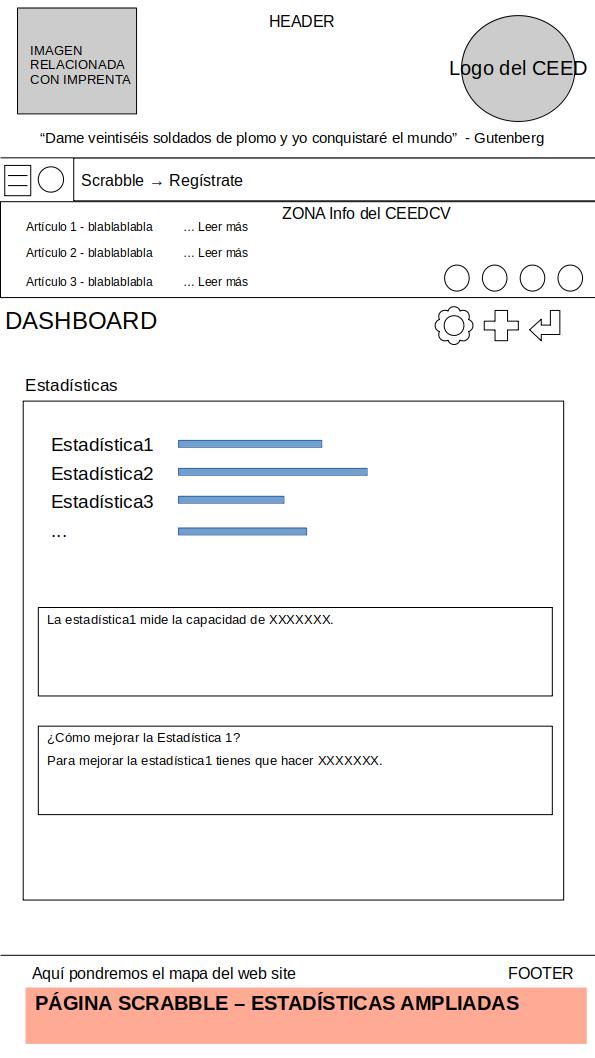 HEADER
IMAGEN
RELACIONADA
CON IMPRENTA
Logo del CEED
“Dame veintiséis soldados de plomo y yo conquistaré el mundo” - Gutenberg
Scrabble → Regístrate
ZONA Info del CEEDCV
Artículo 1 - blablablabla ... Leer más
Artículo 2 - blablablabla ... Leer más
Artículo 3 - blablablabla ... Leer más
DASHBOARD
Estadísticas
Estadística1
Estadística2
Estadística3
...
La estadística1 mide la capacidad de XXXXXXX.
¿Cómo mejorar la Estadística 1?
Para mejorar la estadística1 tienes que hacer XXXXXXX.
Aquí pondremos el mapa del web site FOOTER
PÁGINA SCRABBLE – ESTADÍSTICAS AMPLIADAS